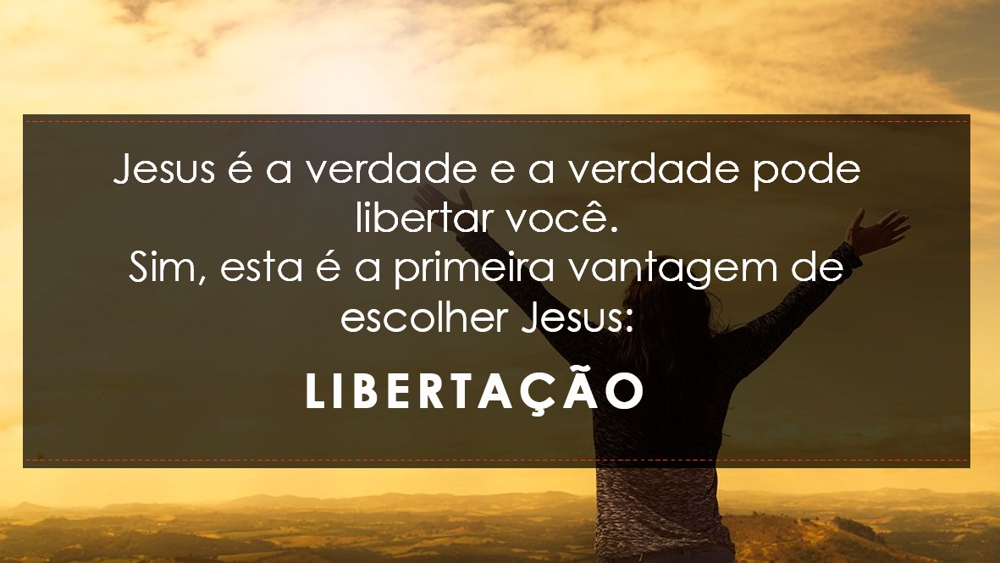 Jesus é a verdade e a verdade pode
libertar você.
Sim, esta é a primeira vantagem de
escolher Jesus:
LIBERTAÇÃO